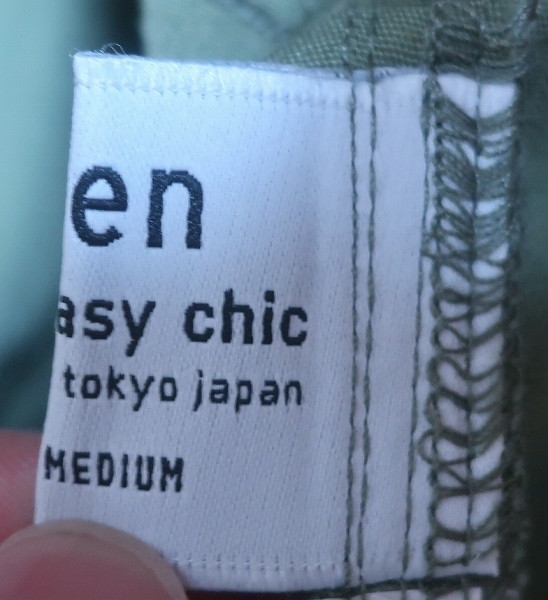 en
asy chic
tokyo japan
MEDIUM